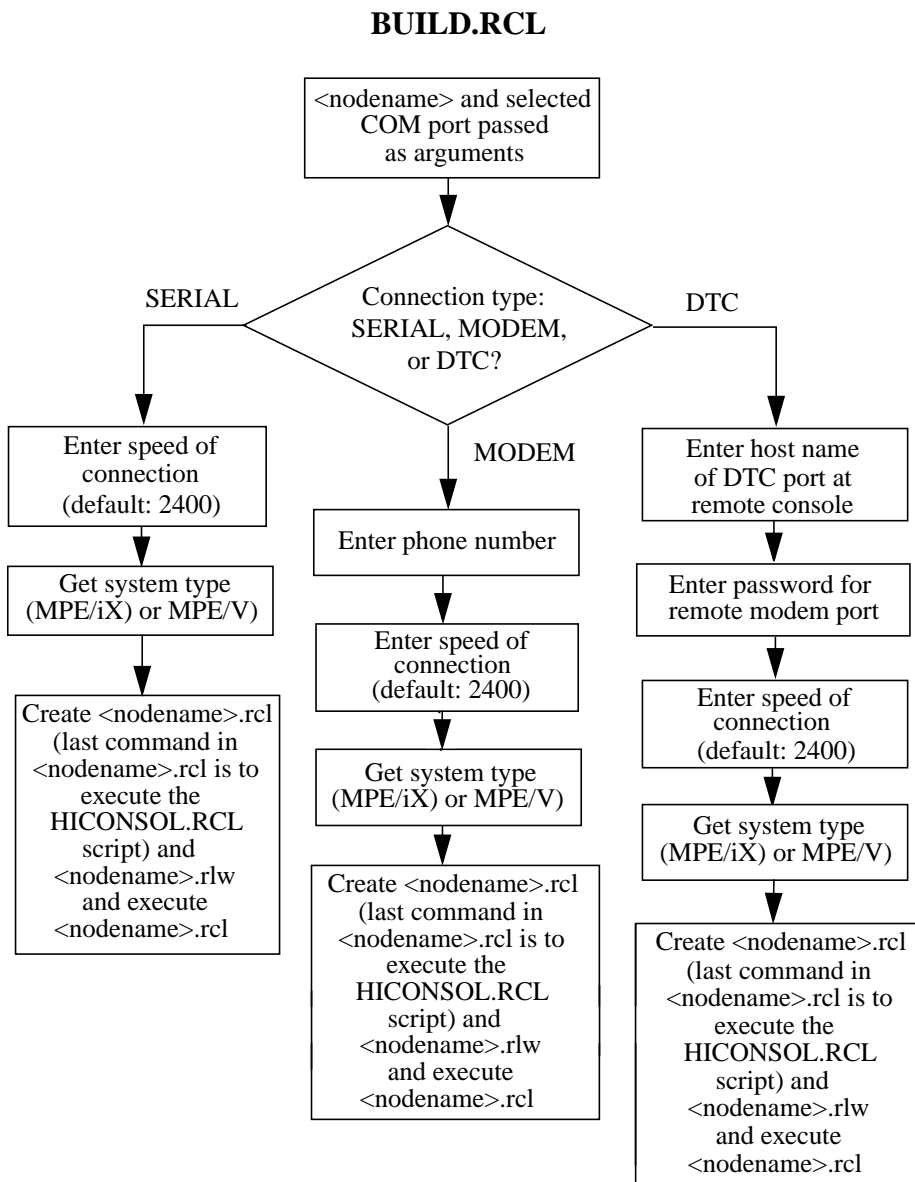 BUILD.RCL
<nodename> and selected
COM port passed
as arguments
Connection type:
SERIAL, MODEM,
or DTC?
SERIAL
Enter speed of
connection
(default: 2400)
Get system type
(MPE/iX) or MPE/V)
Create <nodename>.rcl
(last command in
<nodename>.rcl is to
execute the
HICONSOL.RCL
script) and
<nodename>.rlw
and execute
<nodename>.rcl
MODEM
Enter phone number
Enter speed of
connection
(default: 2400)
Get system type
(MPE/iX) or MPE/V)
Create <nodename>.rcl
(last command in
<nodename>.rcl is to
execute the
HICONSOL.RCL
script) and
<nodename>.rlw
and execute
<nodename>.rcl
DTC
Enter host name
of DTC port at
remote console
Enter password for
remote modem port
Enter speed of
connection
(default: 2400)
Get system type
(MPE/iX) or MPE/V)
Create <nodename>.rcl
(last command in
<nodename>.rcl is to
execute the
HICONSOL.RCL
script) and
<nodename>.rlw
and execute
<nodename>.rcl